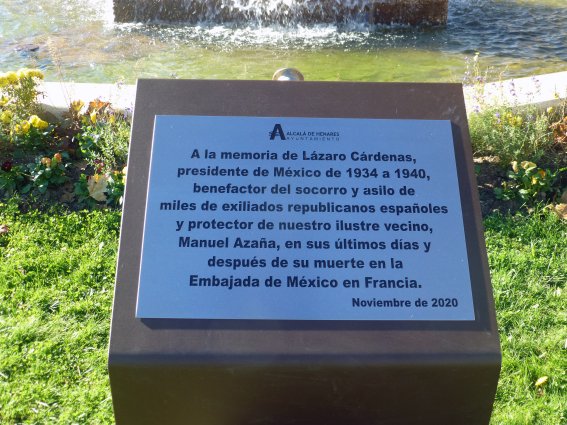 ALCALÁ DE HENARES
AYUNTAMIENTO
A la memoria de Lázaro Cárdenas,
presidente de México de 1934 a 1940,
benefactor del socorro y asilo de
miles de exiliados republicanos españoles
y protector de nuestro ilustre vecino,
Manuel Azaña, en sus últimos días y
después de su muerte en la
Embajada de México en Francia.
Noviembre de 2020